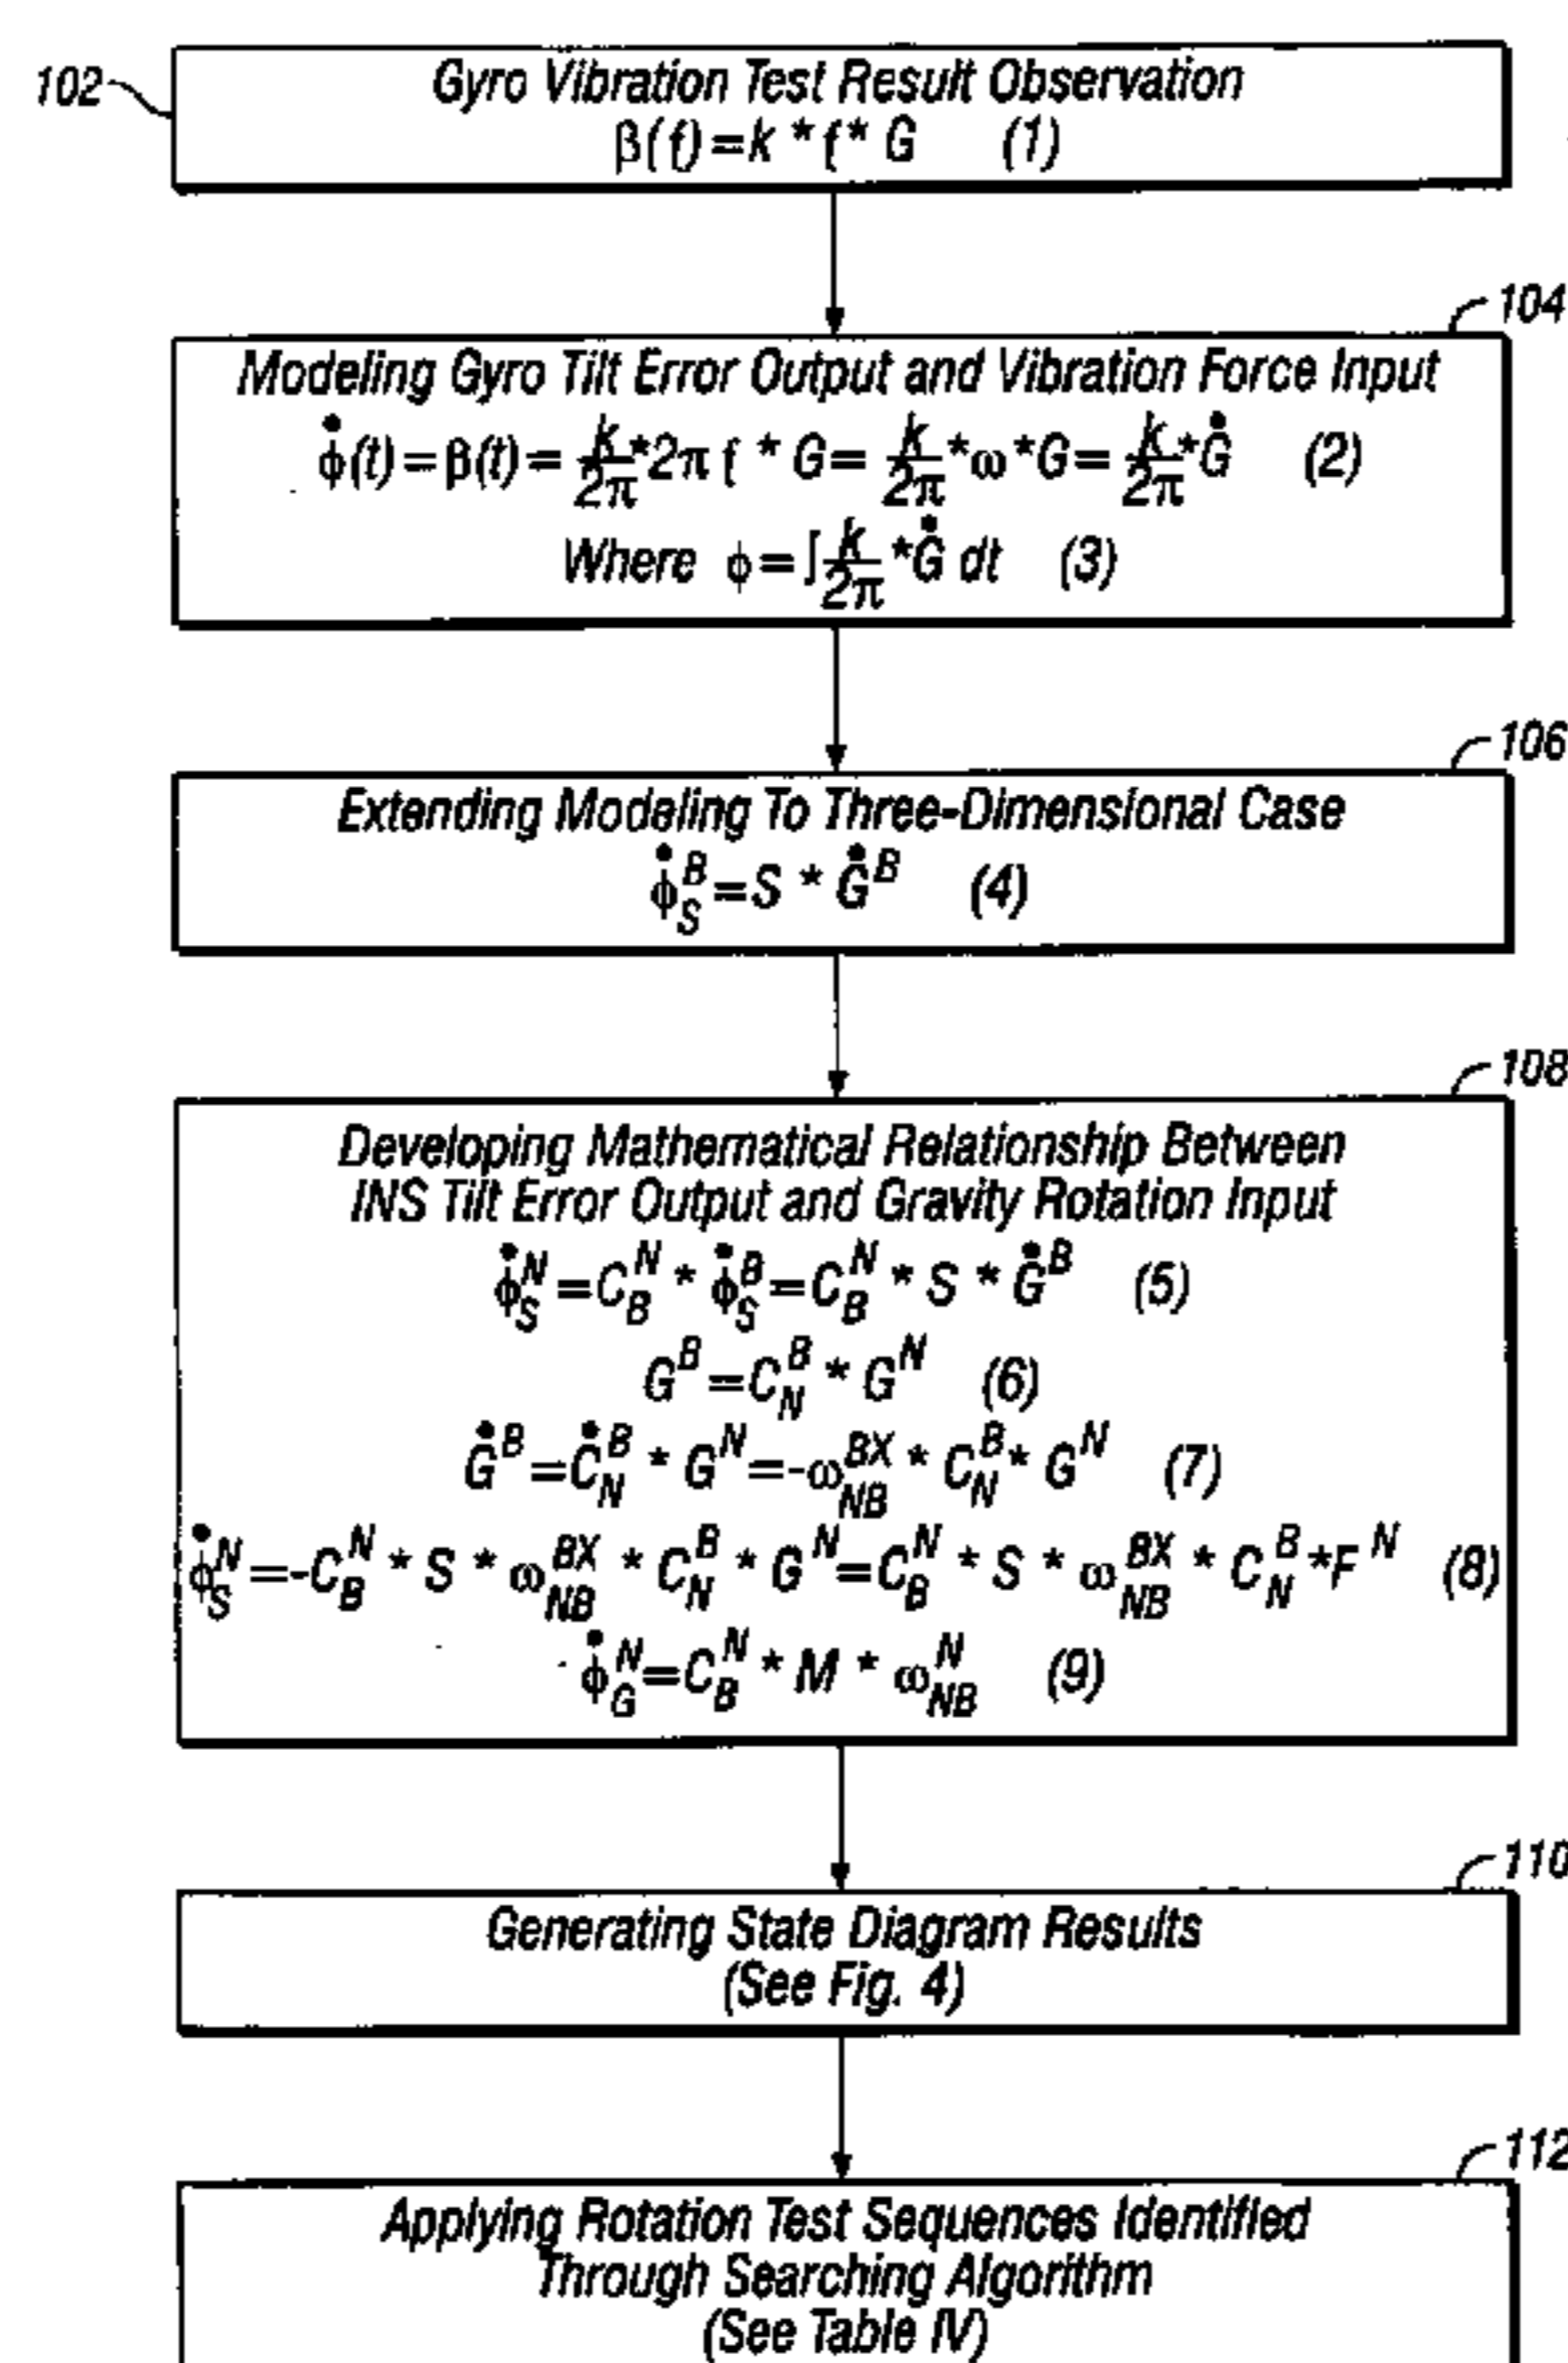 102
Gyro Vibration Test Result Observation
β(f)=k * f * G (1)
104
Modeling Gyro Tilt Error Output and Vibration Force Input
ϕ̇(t)=β(t)= k/2π *2π f * G= k/2π *ω*G= k/2π *Ġ (2)
Where ϕ=∫ k/2π *Ġ dt (3)
106
Extending Modeling To Three-Dimensional Case
ϕ̇_S^B=S * Ġ^B (4)
108
Developing Mathematical Relationship Between
INS Tilt Error Output and Gravity Rotation Input
ϕ̇_S^N=C_B^N * ϕ̇_S^B=C_B^N * S * Ġ^B (5)
G^B=C_N^B * G^N (6)
Ġ^B=Ċ_N^B * G^N=-ω_NB^BX * C_N^B * G^N (7)
ϕ̇_S^N=-C_B^N * S * ω_NB^BX * C_N^B * G^N=C_B^N * S * ω_NB^BX * C_N^B *F^N (8)
ϕ̇_G^N=C_B^N * M * ω_NB^N (9)
110
Generating State Diagram Results
(See Fig. 4)
112
Applying Rotation Test Sequences Identified
Through Searching Algorithm
(See Table IV)